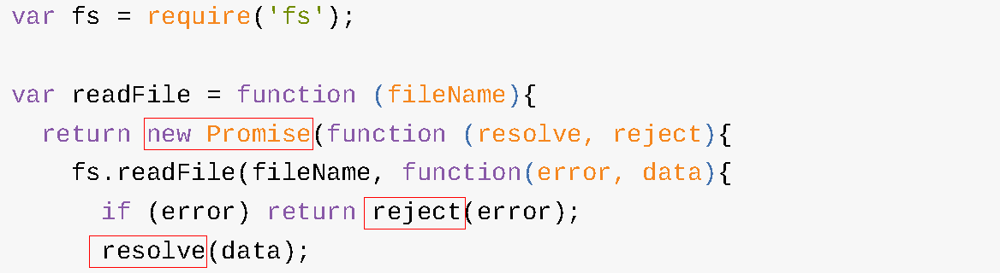 var fs = require('fs');
var readFile = function (fileName){
return new Promise(function (resolve, reject){
fs.readFile(fileName, function(error, data){
if (error) return reject(error);
resolve(data);